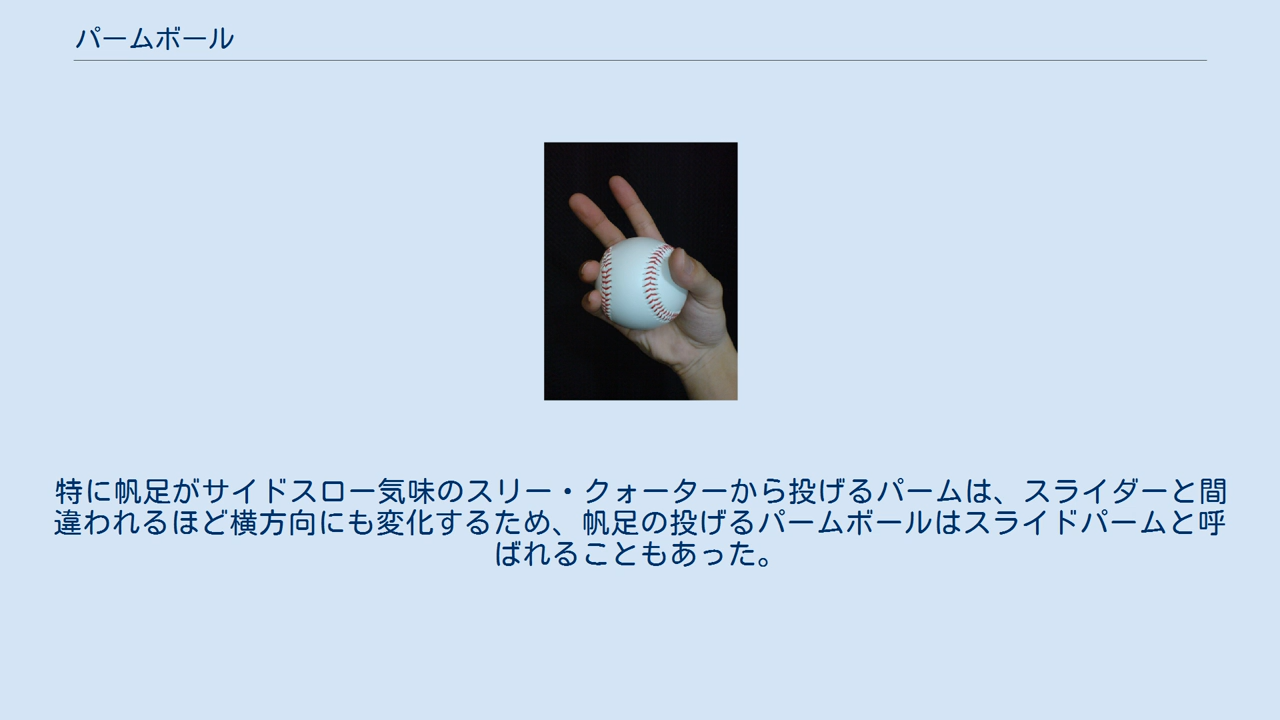 パームボール
特に帆足がサイドスロー気味のスリー・クォーターから投げるパームは、スライダーと間
違われるほど横方向にも変化するため、帆足の投げるパームボールはスライドパームと呼
ばれることもあった。